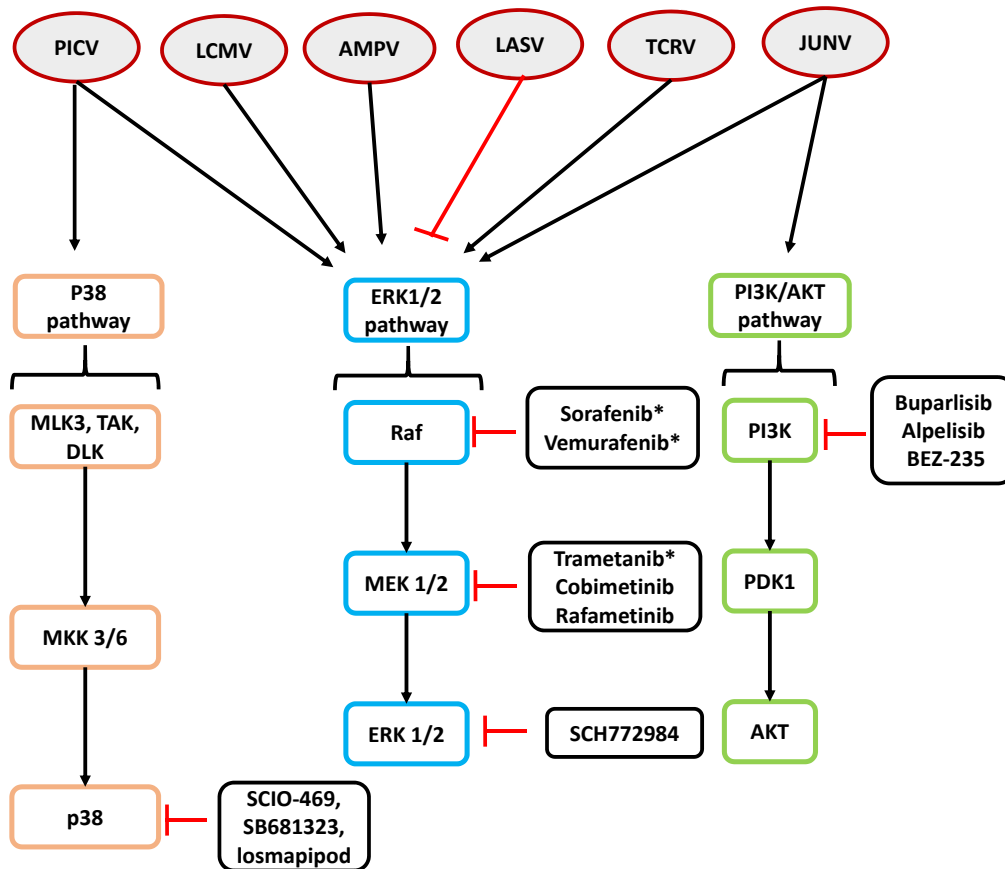 PICV
LCMV
AMPV
LASV
TCRV
JUNV
P38
pathway
ERK1/2
pathway
PI3K/AKT
pathway
MLK3, TAK,
DLK
Raf
Sorafenib*
Vemurafenib*
PI3K
Buparlisib
Alpelisib
BEZ-235
MEK 1/2
Trametanib*
Cobimetinib
Rafametinib
PDK1
MKK 3/6
ERK 1/2
SCH772984
AKT
p38
SCIO-469,
SB681323,
losmapipod